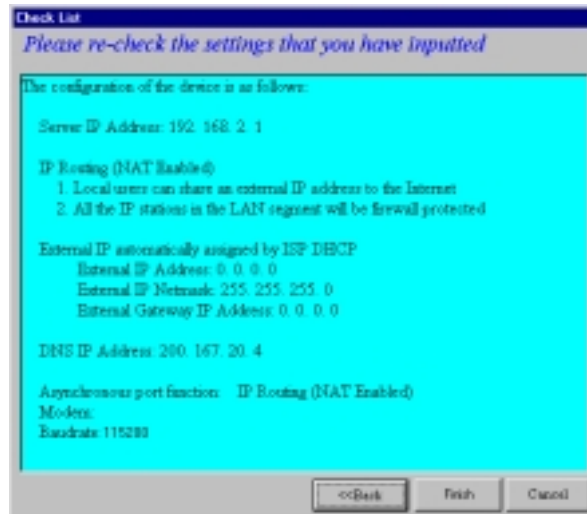 Check List
Please re-check the settings that you have inputted
The configuration of the device is as follows:
Server IP Address: 192. 168. 2. 1
IP Routing (NAT Enabled)
1. Local users can share an external IP address to the Internet
2. All the IP stations in the LAN segment will be firewall protected
External IP automatically assigned by ISP DHCP
External IP Address: 0. 0. 0. 0
External IP Netmask: 255. 255. 255. 0
External Gateway IP Address: 0. 0. 0. 0
DNS IP Address: 200. 167. 20. 4
Asynchronous port function: IP Routing (NAT Enabled)
Modem:
Baudrate: 115200
<<Back Finish Cancel